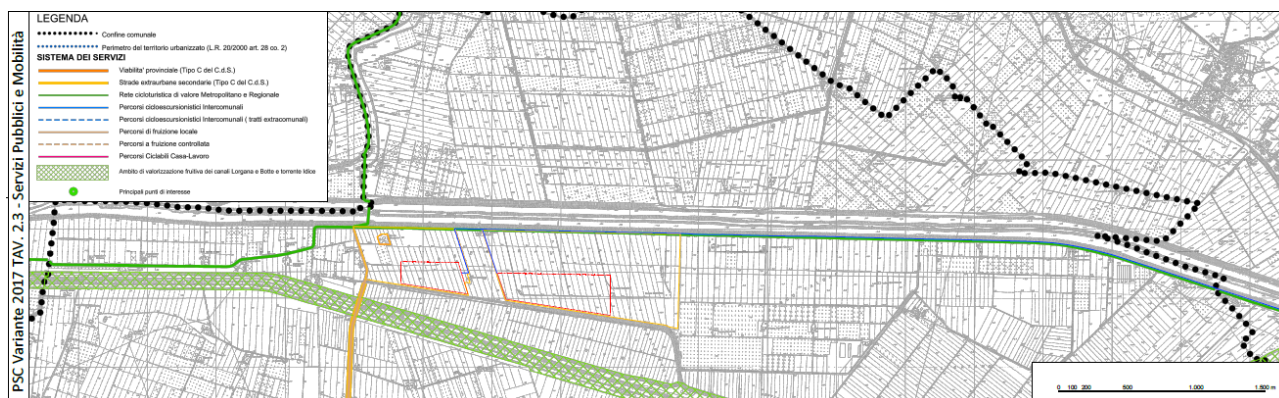 PSC Variante 2017 TAV. 2.3 - Servizi Pubblici e Mobilità
LEGENDA
Confine comunale
Perimetro del territorio urbanizzato (L.R. 20/2000 art. 28 co. 2)
SISTEMA DEI SERVIZI
Viabilita' provinciale (Tipo C del C.d.S.)
Strade extraurbane secondarie (Tipo C del C.d.S.)
Rete cicloturistica di valore Metropolitano e Regionale
Percorsi cicloescursionistici Intercomunali
Percorsi cicloescursionistici Intercomunali ( tratti extracomunali)
Percorsi di fruizione locale
Percorsi a fruizione controllata
Percorsi Ciclabili Casa-Lavoro
Ambito di valorizzazione fruitiva dei canali Lorgana e Botte e torrente Idice
Principali punti di interesse
0 100 200 500 1.000 1.500 m